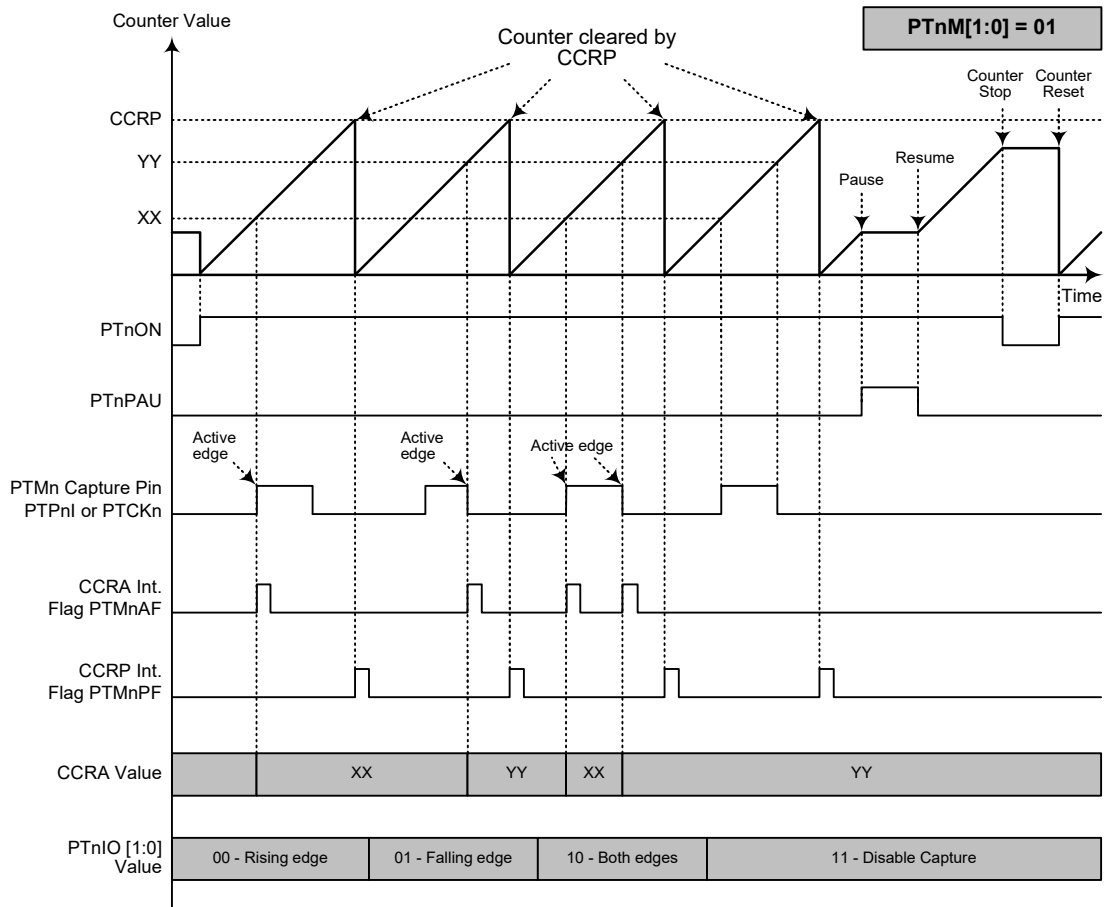 Counter Value
PTnM[1:0] = 01
Counter cleared by
CCRP
Counter
Stop
Counter
Reset
CCRP
YY
XX
Pause
Resume
Time
PTnON
PTnPAU
Active
edge
Active
edge
Active edge
PTMn Capture Pin
PTPnI or PTCKn
CCRA Int.
Flag PTMnAF
CCRP Int.
Flag PTMnPF
CCRA Value
XX
YY
XX
YY
PTnIO [1:0]
Value
00 - Rising edge
01 - Falling edge
10 - Both edges
11 - Disable Capture